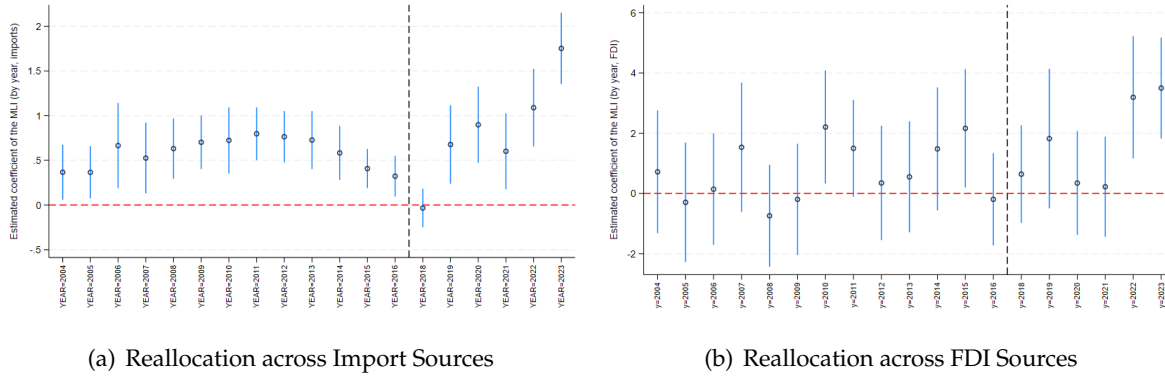 Estimated coefficient of the MLI (by year, imports)
2
1.5
1
.5
0
-.5
YEAR=2004
YEAR=2005
YEAR=2006
YEAR=2007
YEAR=2008
YEAR=2009
YEAR=2010
YEAR=2011
YEAR=2012
YEAR=2013
YEAR=2014
YEAR=2015
YEAR=2016
YEAR=2018
YEAR=2019
YEAR=2020
YEAR=2021
YEAR=2022
YEAR=2023
(a) Reallocation across Import Sources
Estimated coefficient of the MLI (by year, FDI)
6
4
2
0
-2
y=2004
y=2005
y=2006
y=2007
y=2008
y=2009
y=2010
y=2011
y=2012
y=2013
y=2014
y=2015
y=2016
y=2018
y=2019
y=2020
y=2021
y=2022
y=2023
(b) Reallocation across FDI Sources